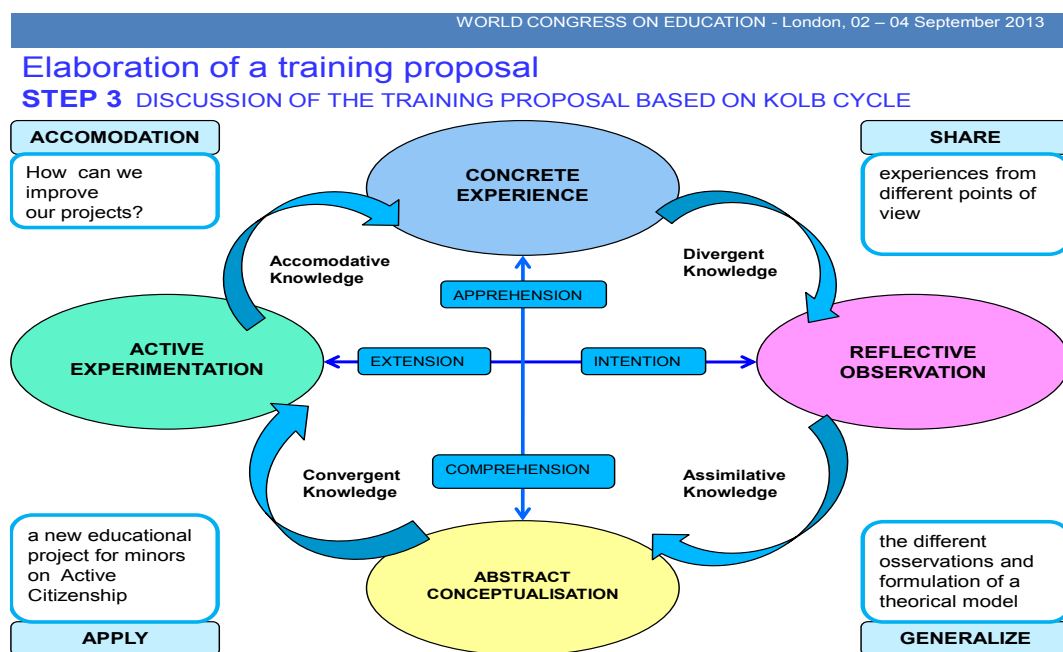 WORLD CONGRESS ON EDUCATION - London, 02 – 04 September 2013
Elaboration of a training proposal
STEP 3 DISCUSSION OF THE TRAINING PROPOSAL BASED ON KOLB CYCLE
ACCOMODATION
How can we
improve
our projects?
CONCRETE
EXPERIENCE
SHARE
experiences from
different points of
view
Accomodative
Knowledge
Divergent
Knowledge
APPREHENSION
ACTIVE
EXPERIMENTATION
EXTENSION
INTENTION
REFLECTIVE
OBSERVATION
Convergent
Knowledge
COMPREHENSION
Assimilative
Knowledge
a new educational
project for minors
on Active
Citizenship
APPLY
ABSTRACT
CONCEPTUALISATION
the different
osservations and
formulation of a
theorical model
GENERALIZE